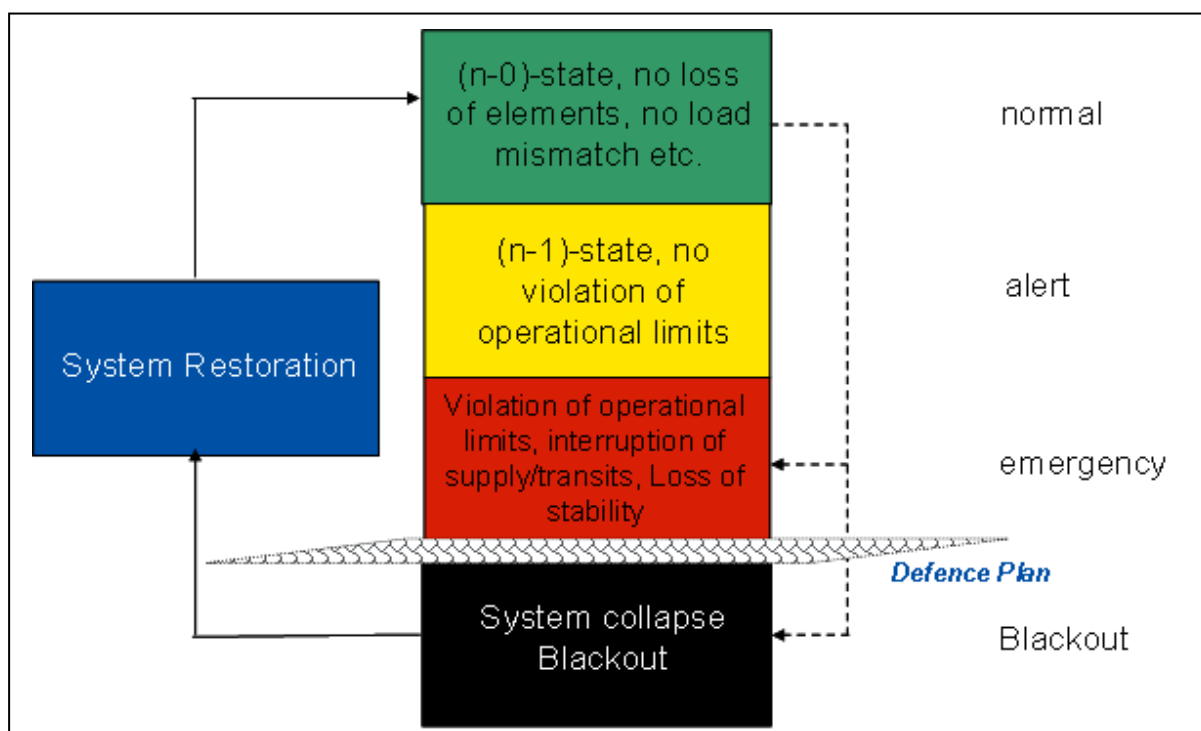 (n-0)-state, no loss
of elements, no load
mismatch etc.
normal
(n-1)-state, no
violation of
operational limits
alert
System Restoration
Violation of operational
limits, interruption of
supply/transits, Loss of
stability
emergency
Defence Plan
System collapse
Blackout
Blackout